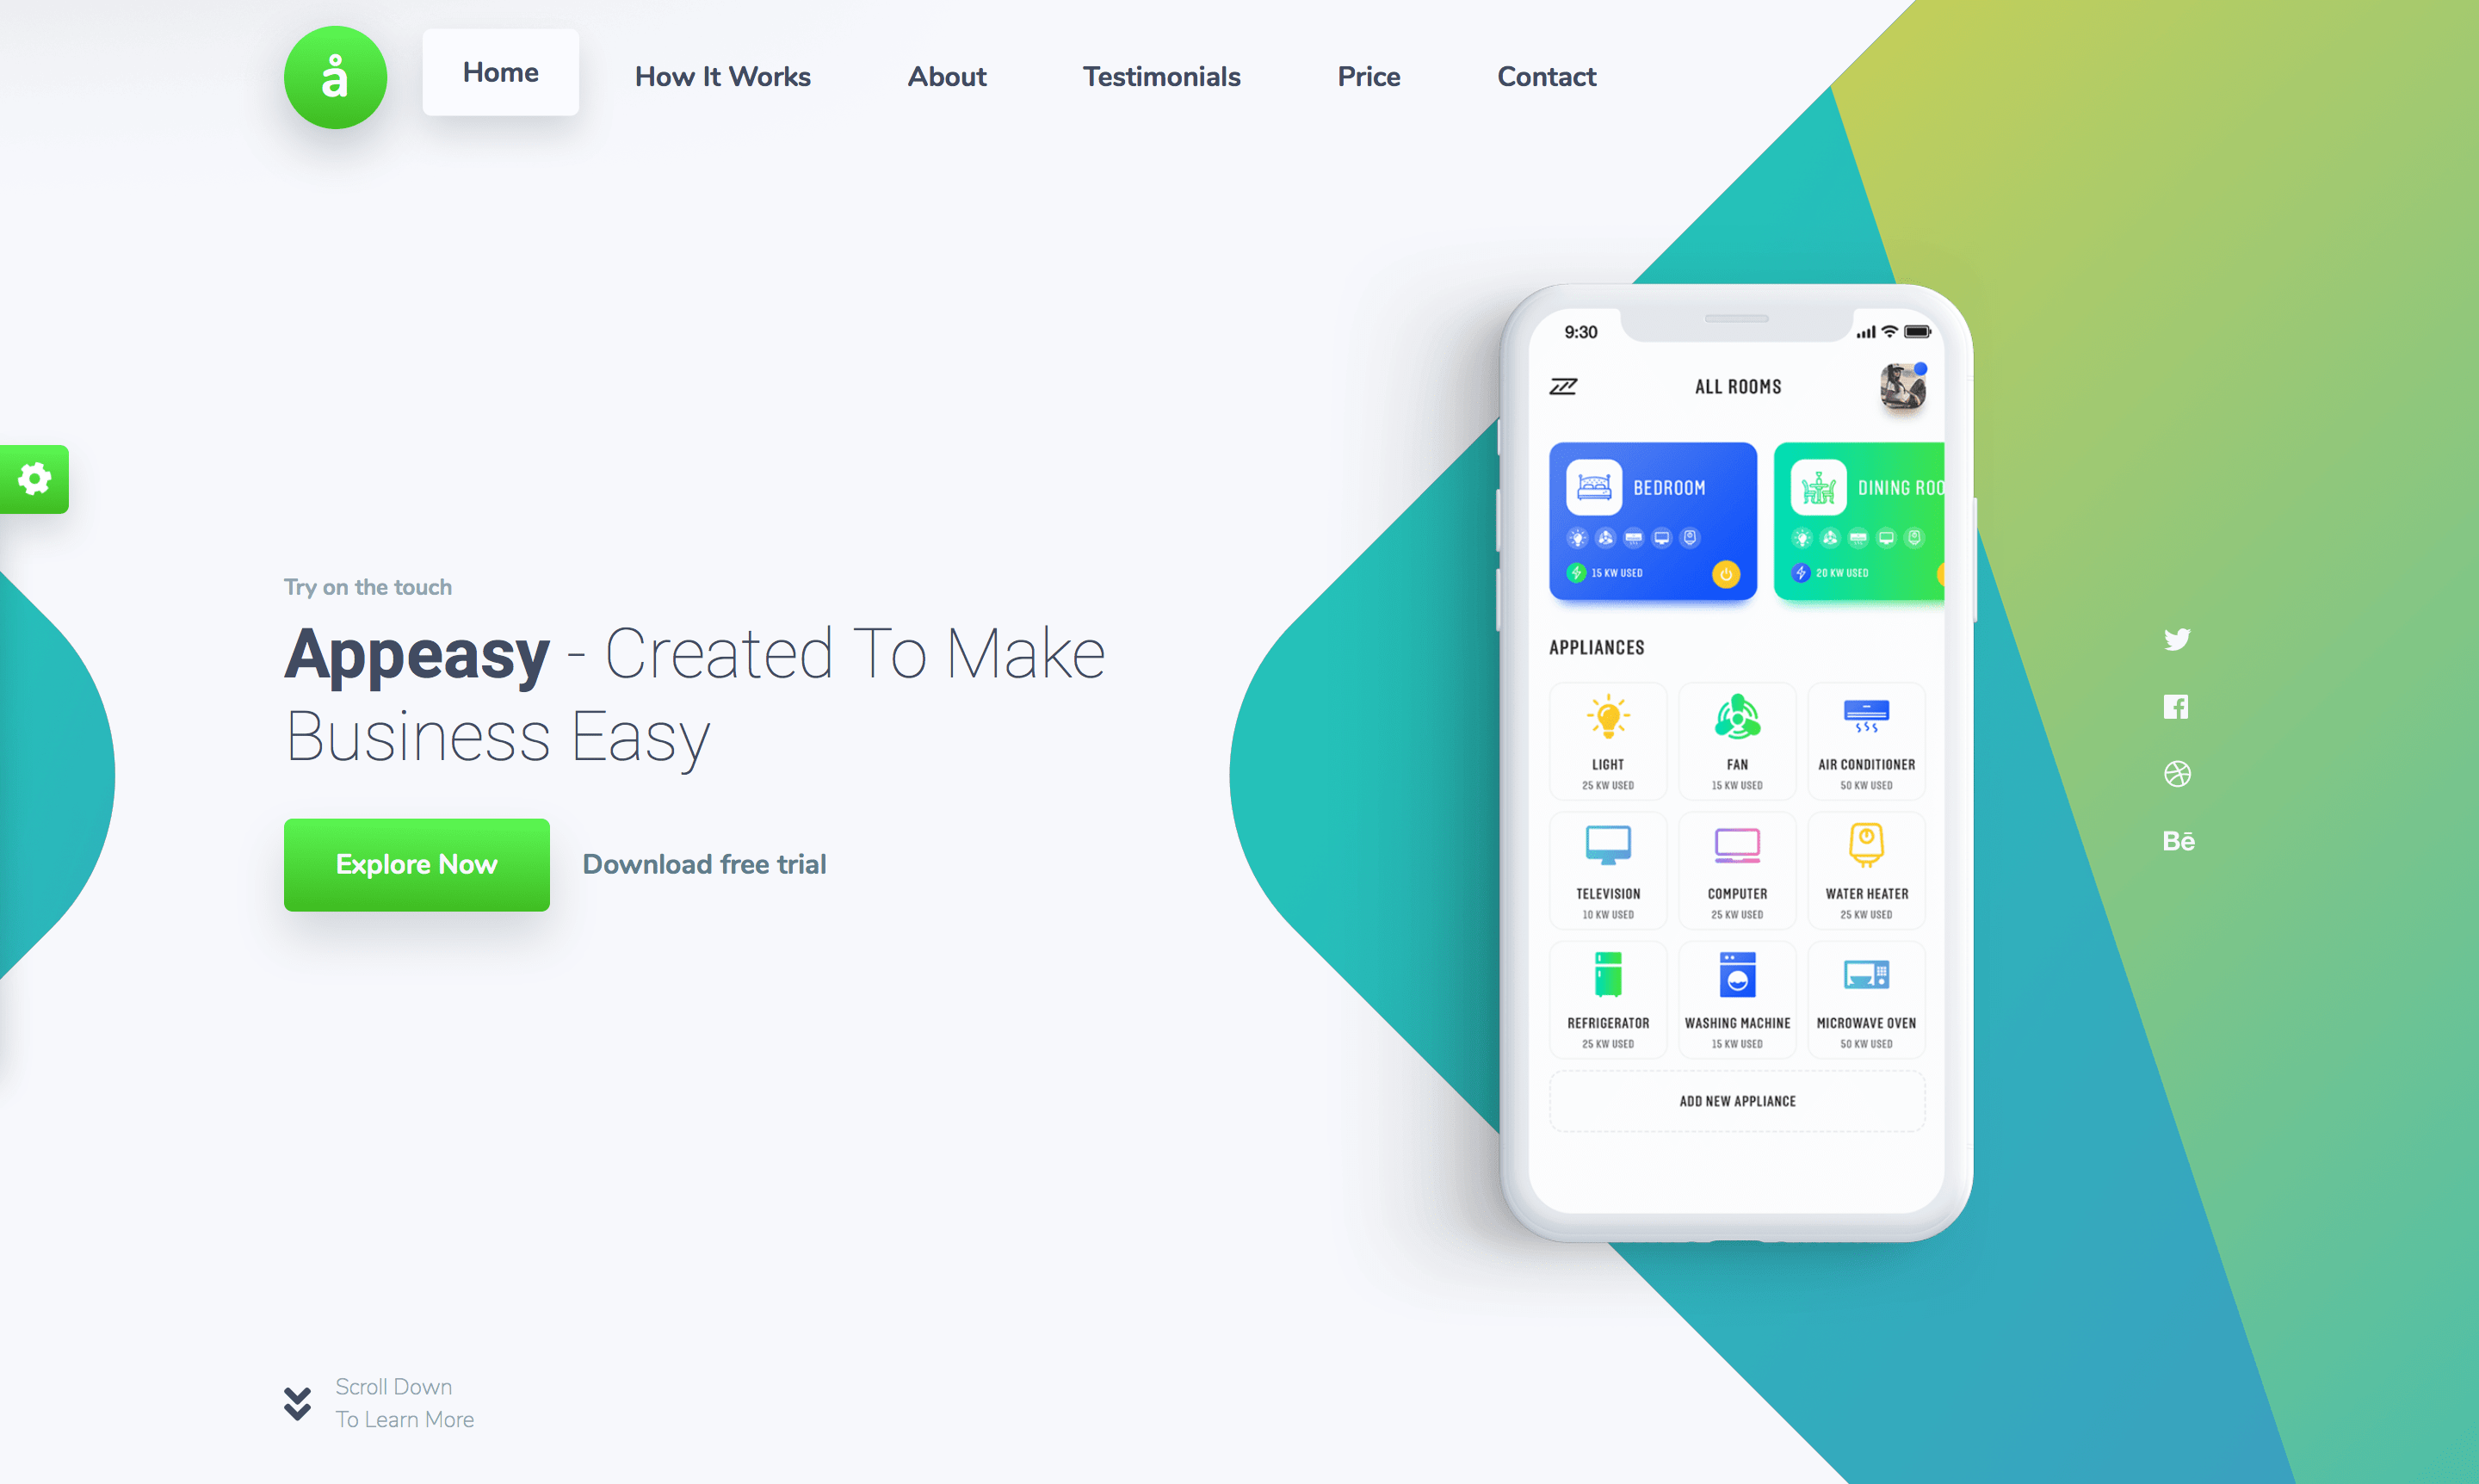 å
Home
How It Works
About
Testimonials
Price
Contact
Try on the touch
Appeasy - Created To Make
Business Easy
Explore Now
Download free trial
Scroll Down
To Learn More
9:30
ALL ROOMS
BEDROOM
15 KW USED
DINING ROO
20 KW USED
APPLIANCES
LIGHT
25 KW USED
FAN
15 KW USED
AIR CONDITIONER
50 KW USED
TELEVISION
10 KW USED
COMPUTER
25 KW USED
WATER HEATER
25 KW USED
REFRIGERATOR
25 KW USED
WASHING MACHINE
15 KW USED
MICROWAVE OVEN
50 KW USED
ADD NEW APPLIANCE
Bē